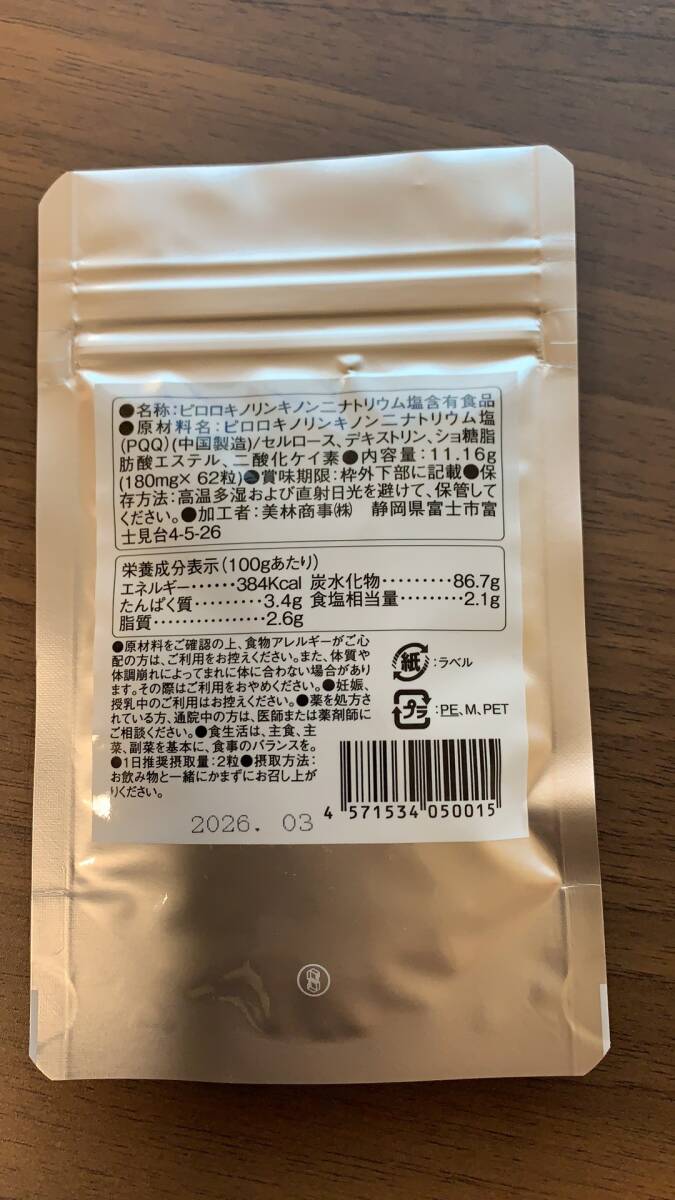 ●名称:ピロロキノリンキノン二ナトリウム塩含有食品
●原材料名:ピロロキノリンキノン二ナトリウム塩
(PQQ)(中国製造)/セルロース、デキストリン、ショ糖脂
肪酸エステル、二酸化ケイ素●内容量:11.16g
(180mg×62粒)●賞味期限:枠外下部に記載●保
存方法:高温多湿および直射日光を避けて、保管して
ください。●加工者:美林商事㈱ 静岡県富士市富
士見台4-5-26
栄養成分表示(100gあたり)
エネルギー……384Kcal 炭水化物………86.7g
たんぱく質………3.4g 食塩相当量………2.1g
脂質……………2.6g
●原材料をご確認の上、食物アレルギーがご心
配の方は、ご利用をお控えください。また、体質や
体調崩れによってまれに体に合わない場合があり
ます。その際はご利用をおやめください。●妊娠、
授乳中のご利用はお控えください。●薬を処方さ
れている方、通院中の方は、医師または薬剤師に
ご相談ください。●食生活は、主食、主
菜、副菜を基本に、食事のバランスを。
●1日推奨摂取量:2粒●摂取方法:
お飲み物と一緒にかまずにお召し上が
りください。
紙:ラベル
プラ:PE、M、PET
4 571534 050015
2026. 03